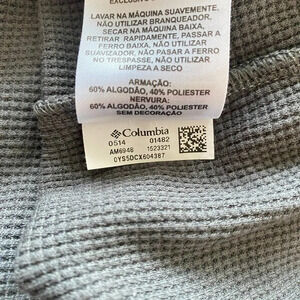 LAVAR NA MÁQUINA SUAVEMENTE,
NÃO UTILIZAR BRANQUEADOR,
SECAR NA MÁQUINA BAIXA,
RETIRAR RAPIDAMENTE, PASSAR A
FERRO BAIXO, NÃO UTILIZAR
SUAVIZADOR, NÃO PASSAR A FERRO
NO TRESPASSE, NÃO UTILIZE
LIMPEZA A SECO
ARMAÇÃO:
60% ALGODÃO, 40% POLIESTER
NERVURA:
60% ALGODÃO, 40% POLIESTER
SEM DECORAÇÃO
Columbia
0514 01482
AM6948 1523321
0YS5DCX604387